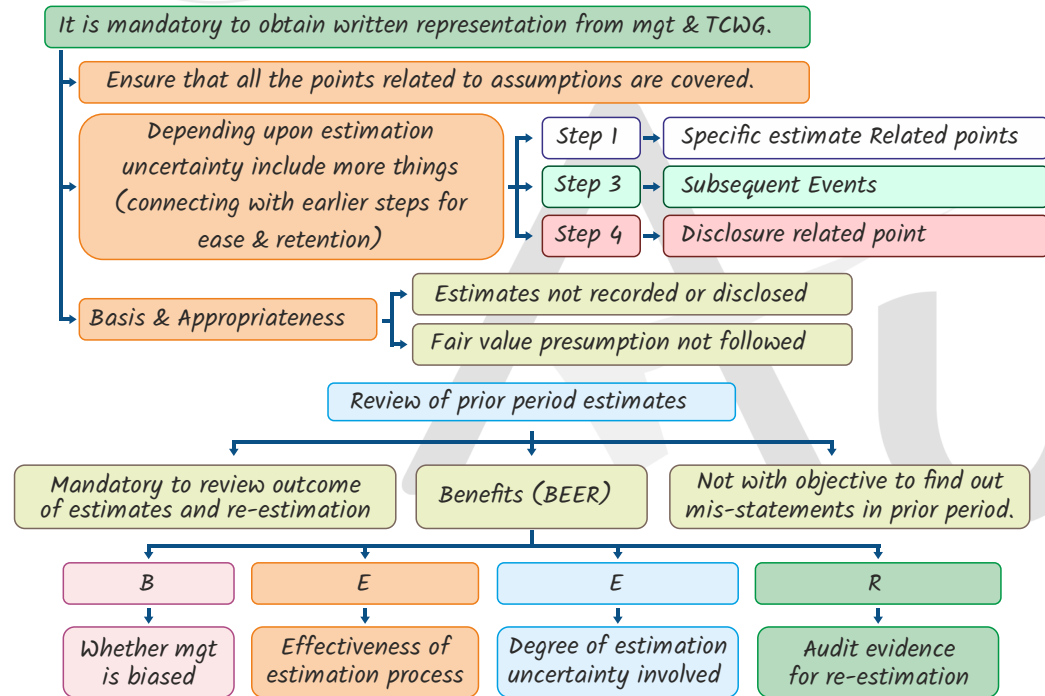 It is mandatory to obtain written representation from mgt & TCWG.
Ensure that all the points related to assumptions are covered.
Depending upon estimation
uncertainty include more things
(connecting with earlier steps for
ease & retention)
Step 1
Specific estimate Related points
Step 3
Subsequent Events
Step 4
Disclosure related point
Basis & Appropriateness
Estimates not recorded or disclosed
Fair value presumption not followed
Review of prior period estimates
Mandatory to review outcome
of estimates and re-estimation
Benefits (BEER)
Not with objective to find out
mis-statements in prior period.
B
E
E
R
Whether mgt
is biased
Effectiveness of
estimation process
Degree of estimation
uncertainty involved
Audit evidence
for re-estimation